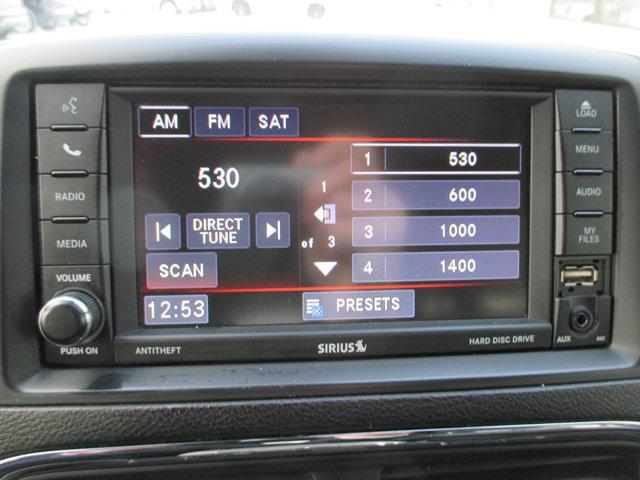 LOAD
AM FM SAT
RADIO
MEDIA
VOLUME
PUSH ON
530
DIRECT TUNE
SCAN
12:53
1
of 3
1 530
2 600
3 1000
4 1400
PRESETS
MENU
AUDIO
MY FILES
AUX
ANTITHEFT
SIRIUS
HARD DISC DRIVE